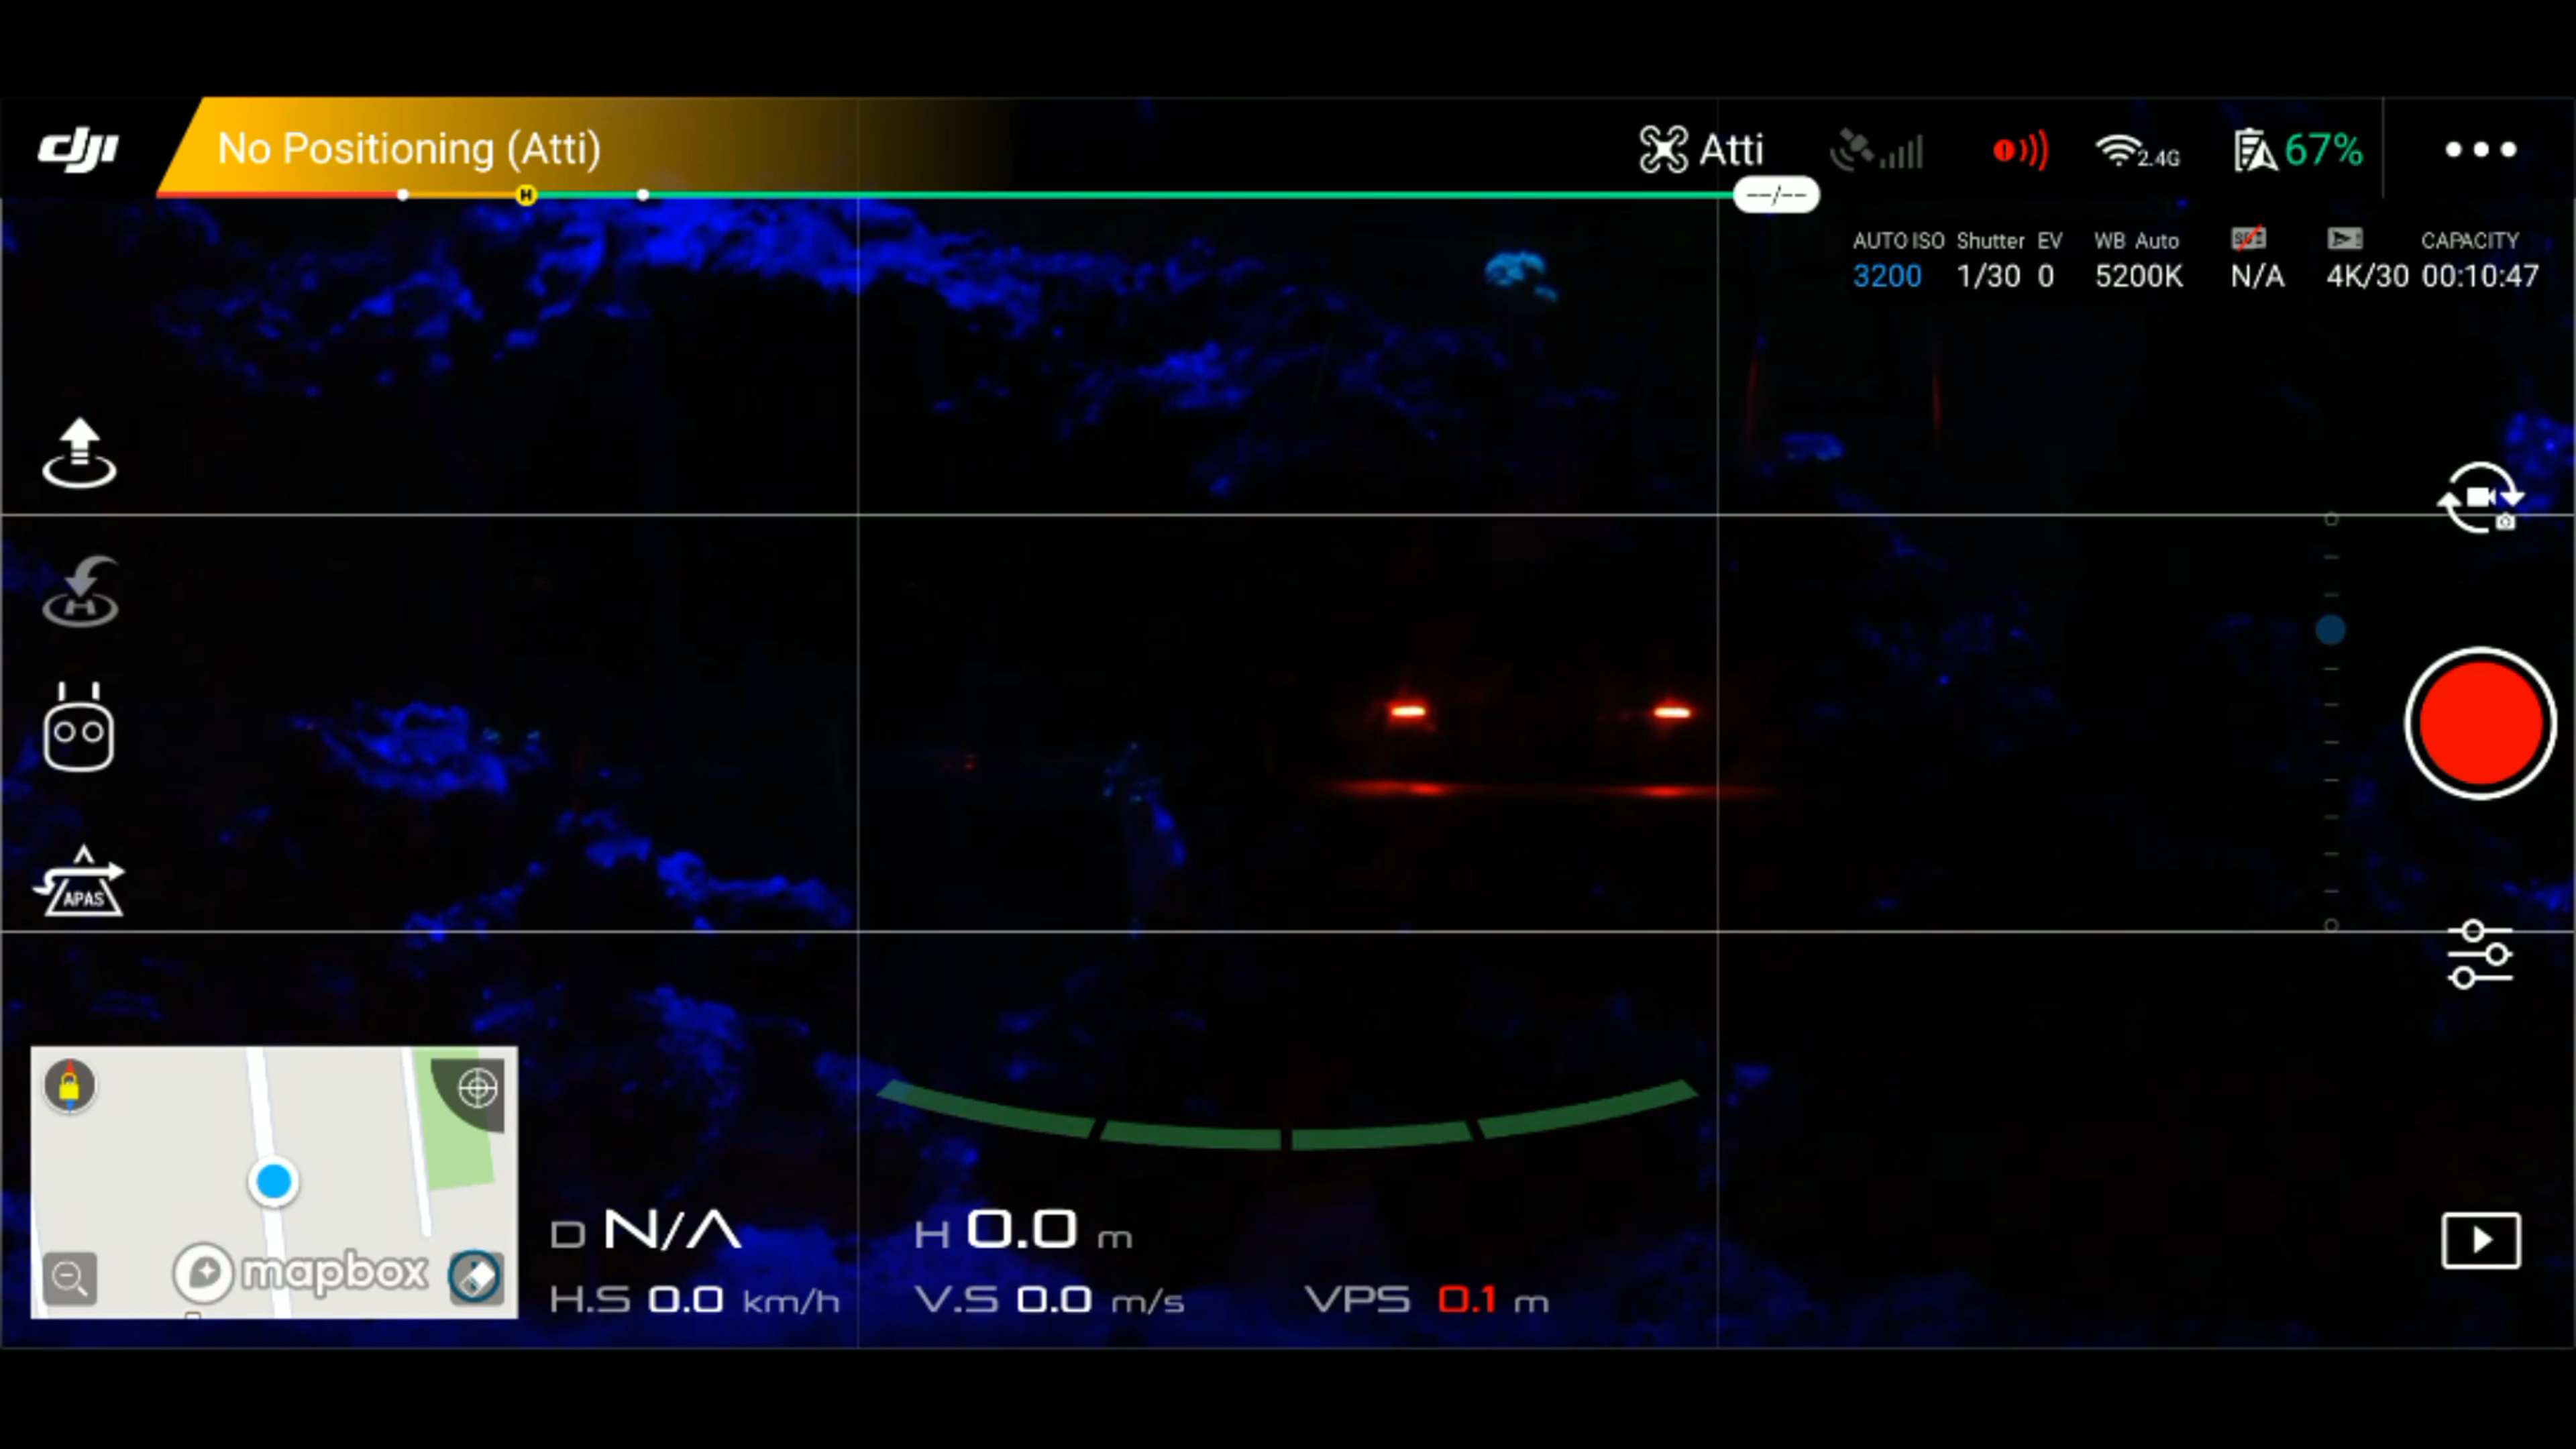 dji
No Positioning (Atti)
Atti
2.4G
67%
H
--/--
AUTO ISO Shutter EV WB Auto CAPACITY
3200 1/30 0 5200K N/A 4K/30 00:10:47
H
APAS
mapbox
D N/A H 0.0 m
H.S 0.0 km/h V.S 0.0 m/s VPS 0.1 m